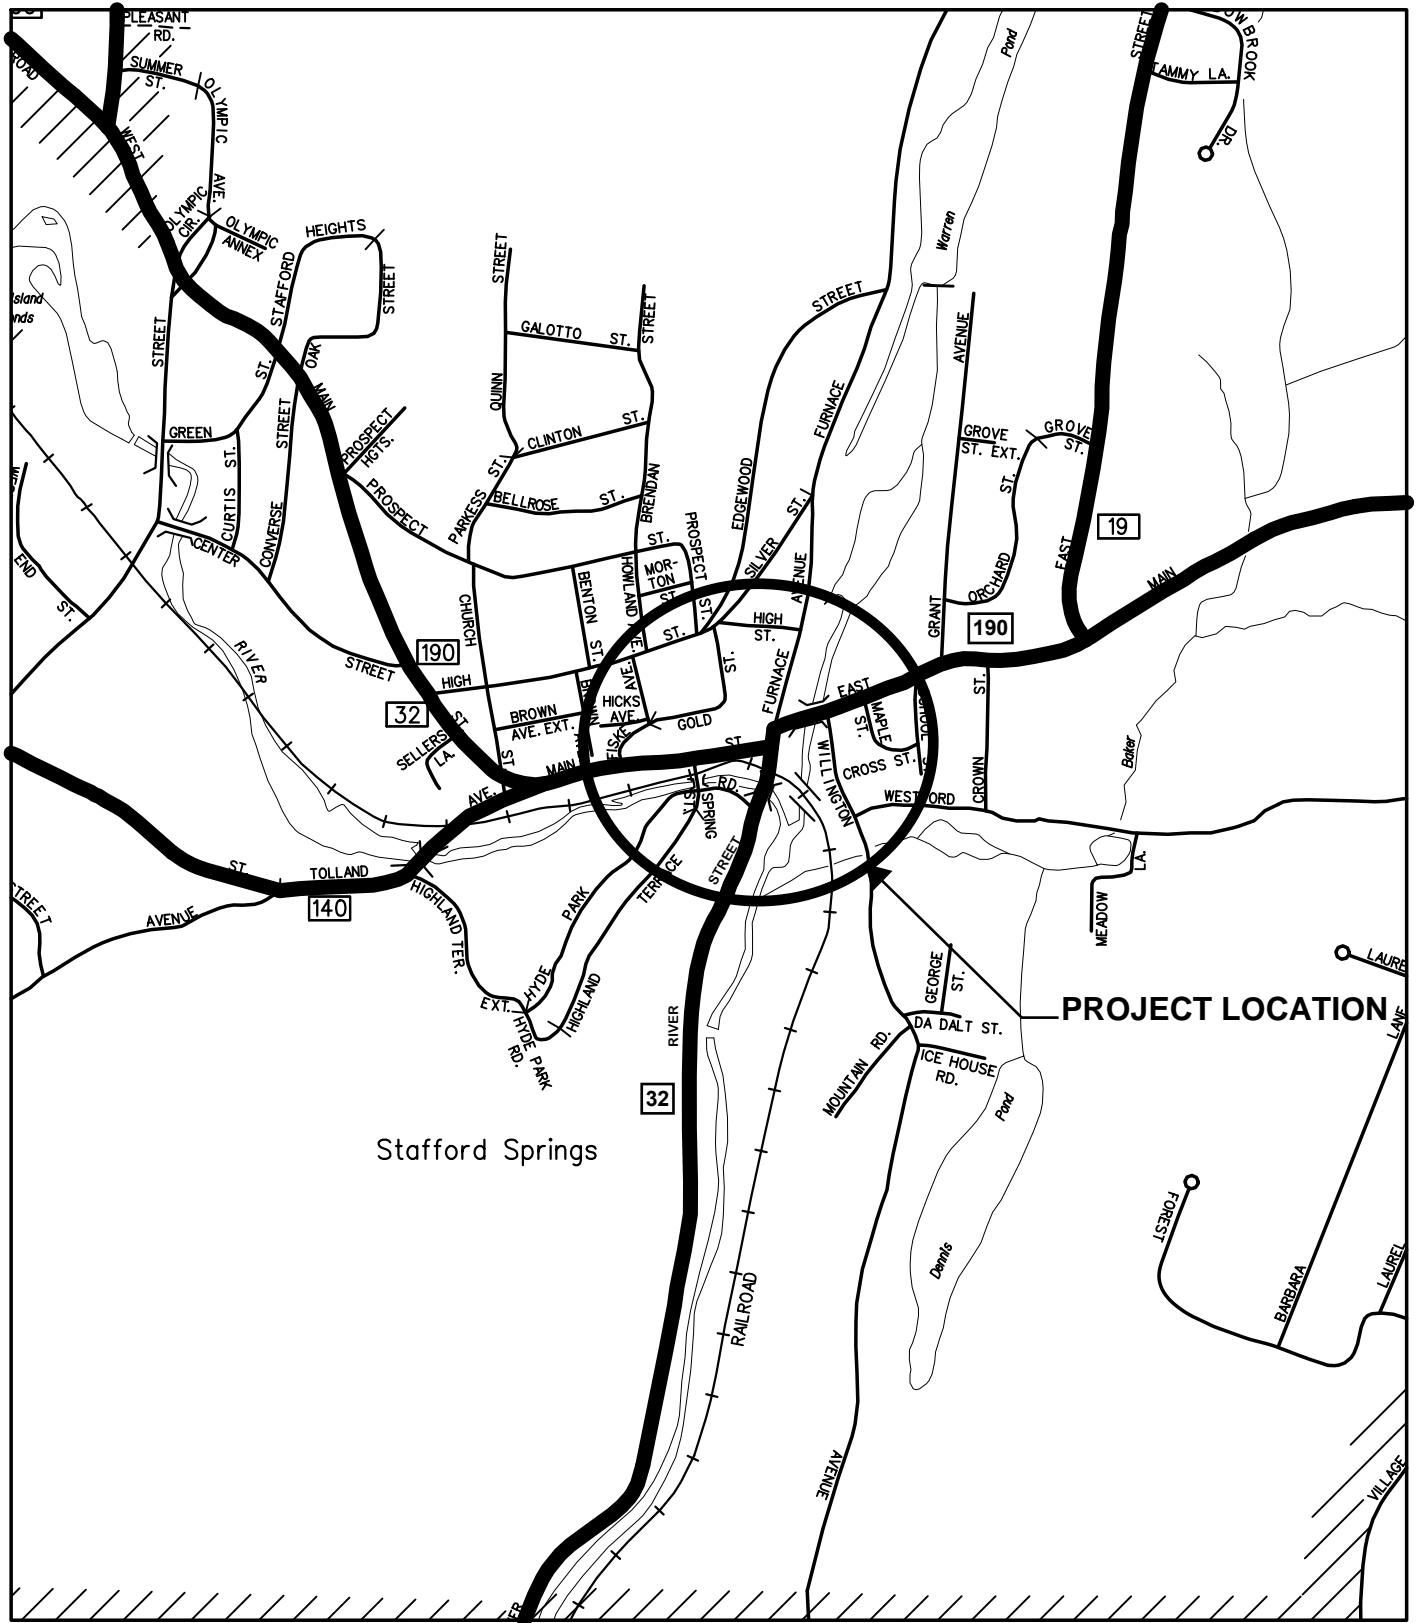 PLEASANT
RD.
ROAD
SUMMER
ST.
OLYMPIC
AVE.
WEST
OLYMPIC
CIR.
OLYMPIC
ANNEX
HEIGHTS
STAFFORD
STREET
STREET
ST.
OAK
MAIN
STREET
GREEN
CURTIS ST.
CONVERSE
CENTER
END
ST.
PROSPECT
HGTS.
PROSPECT
STREET
GALOTTO ST.
STREET
QUINN
CLINTON ST.
PARKESS ST.
BELLROSE ST.
BRENDAN
ST.
PROSPECT
ST.
MOR-
TON
ST.
HOWLAND AVE.
BENTON
ST.
CHURCH
ST.
STREET
EDGEWOOD
SILVER ST.
FURNACE
AVENUE
HIGH
ST.
FURNACE
Pond
Warren
STREET
TAMMY LA.
DR.
AVENUE
GROVE
ST. EXT.
GROVE
ST.
ST.
ORCHARD
GRANT
EAST
19
MAIN
190
RIVER
STREET
190
32
HIGH
ST.
SELLERS
LA.
ST.
BROWN
AVE. EXT.
BROWN
HICKS
AVE.
AVE.
FISKE
GOLD
ST.
MAIN
ST.
EAST
MAPLE
ST.
SCHOOL
CROSS ST.
WILLINGTON
WESTFORD
CROWN
ST.
Baker
AVE.
RD.
SPRING
ST.
STREET
TERRACE
PARK
HYDE
HIGHLAND
TOLLAND
ST.
140
AVENUE
STREET
HIGHLAND TER.
EXT.
HYDE PARK
RD.
RIVER
32
GEORGE
ST.
DA DALT ST.
ICE HOUSE
RD.
MOUNTAIN RD.
MEADOW
LA.
PROJECT LOCATION
LANE
Pond
Dennis
Stafford Springs
RAILROAD
AVENUE
FOREST
BARBARA
LAUREL
VILLAGE